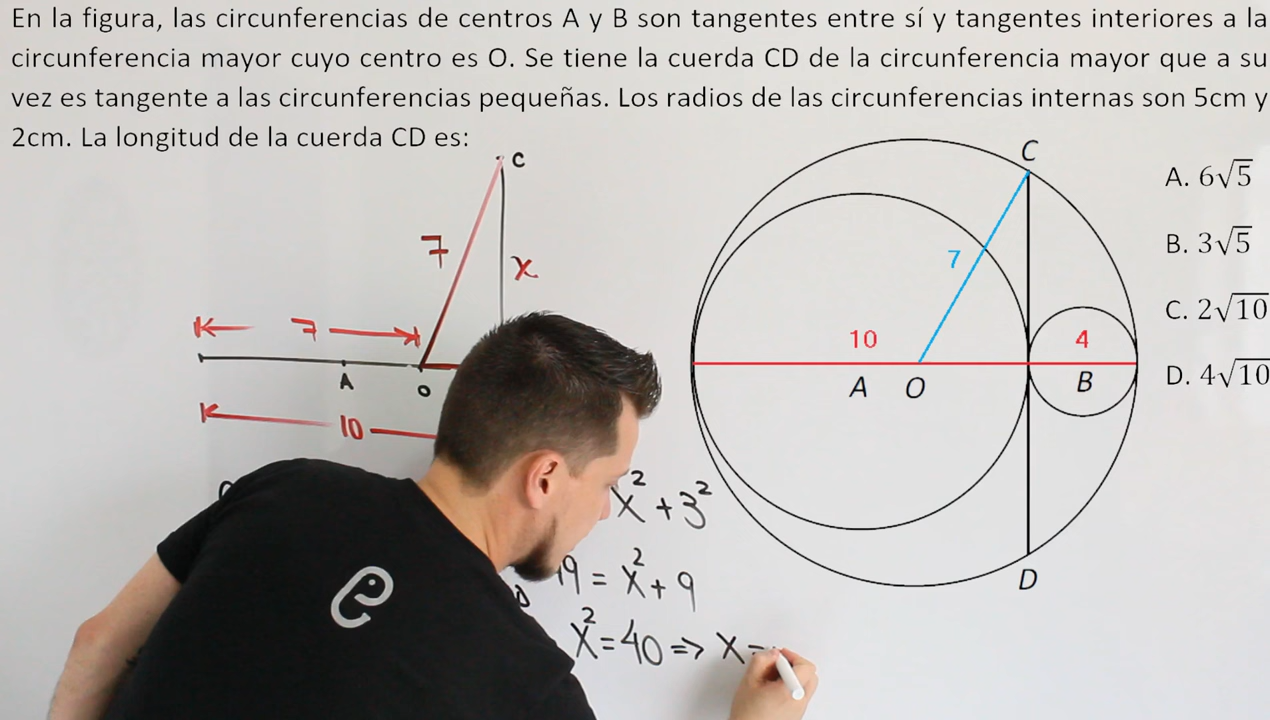 En la figura, las circunferencias de centros A y B son tangentes entre sí y tangentes interiores a la
circunferencia mayor cuyo centro es O. Se tiene la cuerda CD de la circunferencia mayor que a su
vez es tangente a las circunferencias pequeñas. Los radios de las circunferencias internas son 5cm y
2cm. La longitud de la cuerda CD es:
C
7
x
7
A
O
10
x² + 3²
9 = x² + 9
x² = 40 => x =
C
7
10
4
A O
B
D
A. 6√5
B. 3√5
C. 2√10
D. 4√10